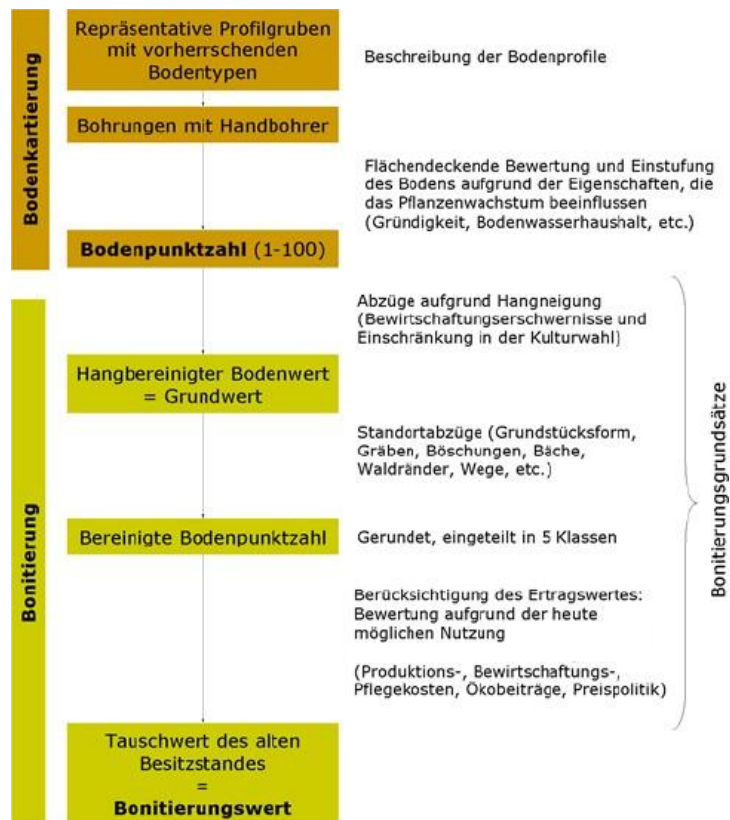 Bodenkartierung
Repräsentative Profilgruben
mit vorherrschenden
Bodentypen
Beschreibung der Bodenprofile
Bohrungen mit Handbohrer
Flächendeckende Bewertung und Einstufung
des Bodens aufgrund der Eigenschaften, die
das Pflanzenwachstum beeinflussen
(Gründigkeit, Bodenwasserhaushalt, etc.)
Bodenpunktzahl (1-100)
Bonitierung
Abzüge aufgrund Hangneigung
(Bewirtschaftungserschwernisse und
Einschränkung in der Kulturwahl)
Hangbereinigter Bodenwert
= Grundwert
Standortabzüge (Grundstücksform,
Gräben, Böschungen, Bäche,
Waldränder, Wege, etc.)
Bereinigte Bodenpunktzahl
Gerundet, eingeteilt in 5 Klassen
Berücksichtigung des Ertragswertes:
Bewertung aufgrund der heute
möglichen Nutzung
(Produktions-, Bewirtschaftungs-,
Pflegekosten, Ökobeiträge, Preispolitik)
Tauschwert des alten
Besitzstandes
=
Bonitierungswert
Bonitierungsgrundsätze